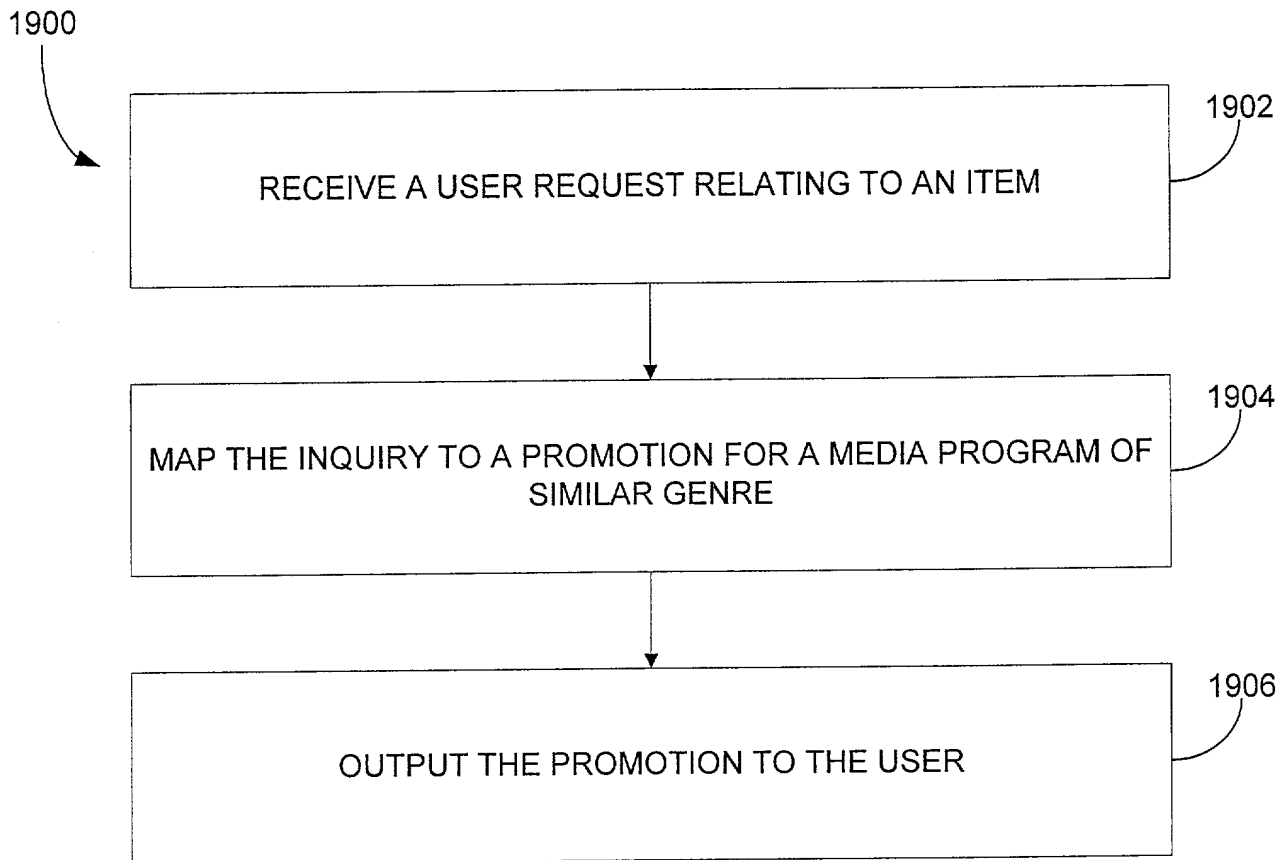 1900
1902
RECEIVE A USER REQUEST RELATING TO AN ITEM
1904
MAP THE INQUIRY TO A PROMOTION FOR A MEDIA PROGRAM OF
SIMILAR GENRE
1906
OUTPUT THE PROMOTION TO THE USER